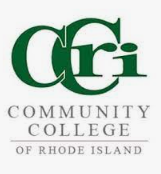 CCri
COMMUNITY
COLLEGE
OF RHODE ISLAND